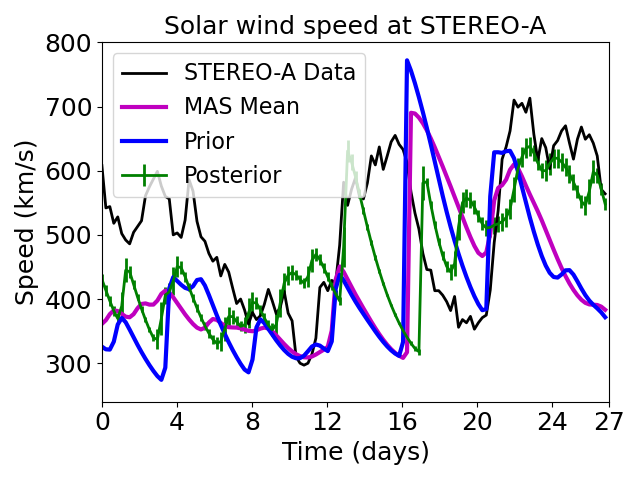 Solar wind speed at STEREO-A
800
700
600
500
400
300
Speed (km/s)
STEREO-A Data
MAS Mean
Prior
Posterior
0 4 8 12 16 20 24 27
Time (days)